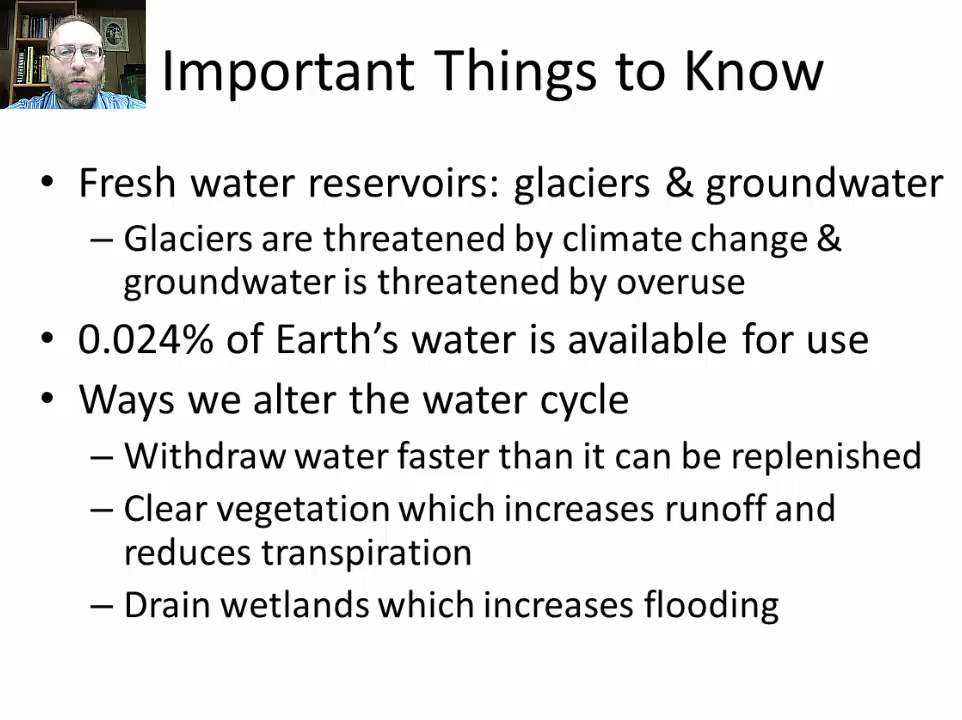 Important Things to Know
• Fresh water reservoirs: glaciers & groundwater
– Glaciers are threatened by climate change &
groundwater is threatened by overuse
• 0.024% of Earth’s water is available for use
• Ways we alter the water cycle
– Withdraw water faster than it can be replenished
– Clear vegetation which increases runoff and
reduces transpiration
– Drain wetlands which increases flooding